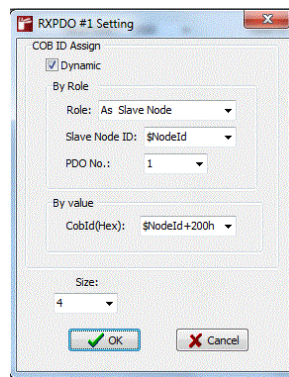 RXPDO #1 Setting
COB ID Assign
Dynamic
By Role
Role: As Slave Node
Slave Node ID: $NodeId
PDO No.: 1
By value
CobId(Hex): $NodeId+200h
Size:
4
OK Cancel